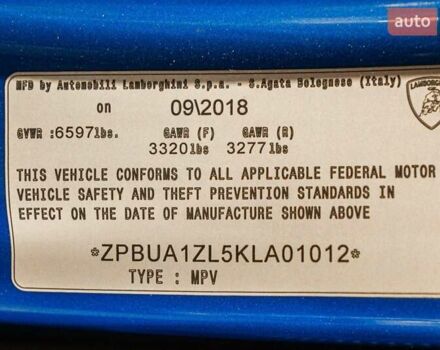 auto
MFD by Automobili Lamborghini S.p.a. - S.Agata Bolognese (Italy)
on 09\2018
GVWR :6597lbs. GAWR (F) GAWR (R)
3320lbs 3277lbs
THIS VEHICLE CONFORMS TO ALL APPLICABLE FEDERAL MOTOR
VEHICLE SAFETY AND THEFT PREVENTION STANDARDS IN
EFFECT ON THE DATE OF MANUFACTURE SHOWN ABOVE
*ZPBUA1ZL5KLA01012*
TYPE : MPV